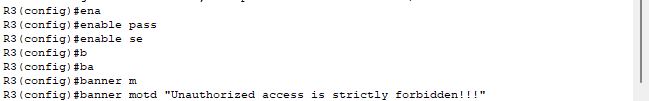 R3(config)#ena
R3(config)#enable pass
R3(config)#enable se
R3(config)#b
R3(config)#ba
R3(config)#banner m
R3(config)#banner motd "Unauthorized access is strictly forbidden!!!"